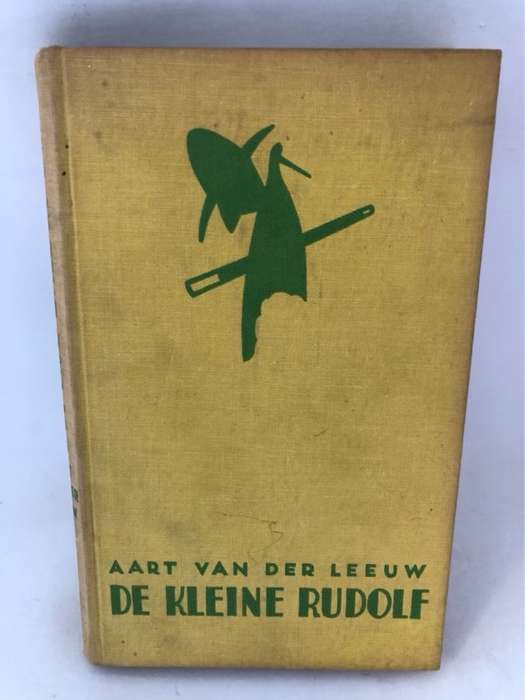 AART VAN DER LEEUW
DE KLEINE RUDOLF